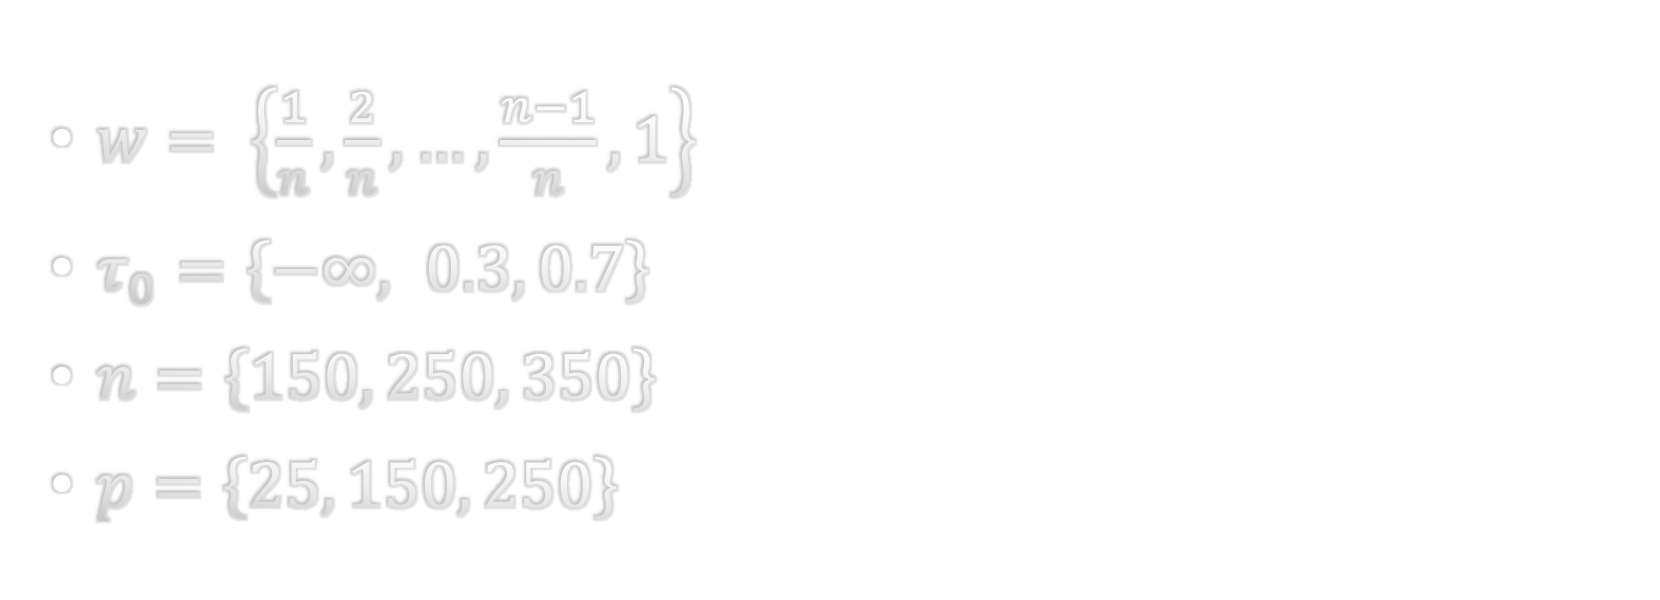 • w = {1/n, 2/n, …, n−1/n, 1}
• τ₀ = {−∞, 0.3, 0.7}
• n = {150, 250, 350}
• p = {25, 150, 250}